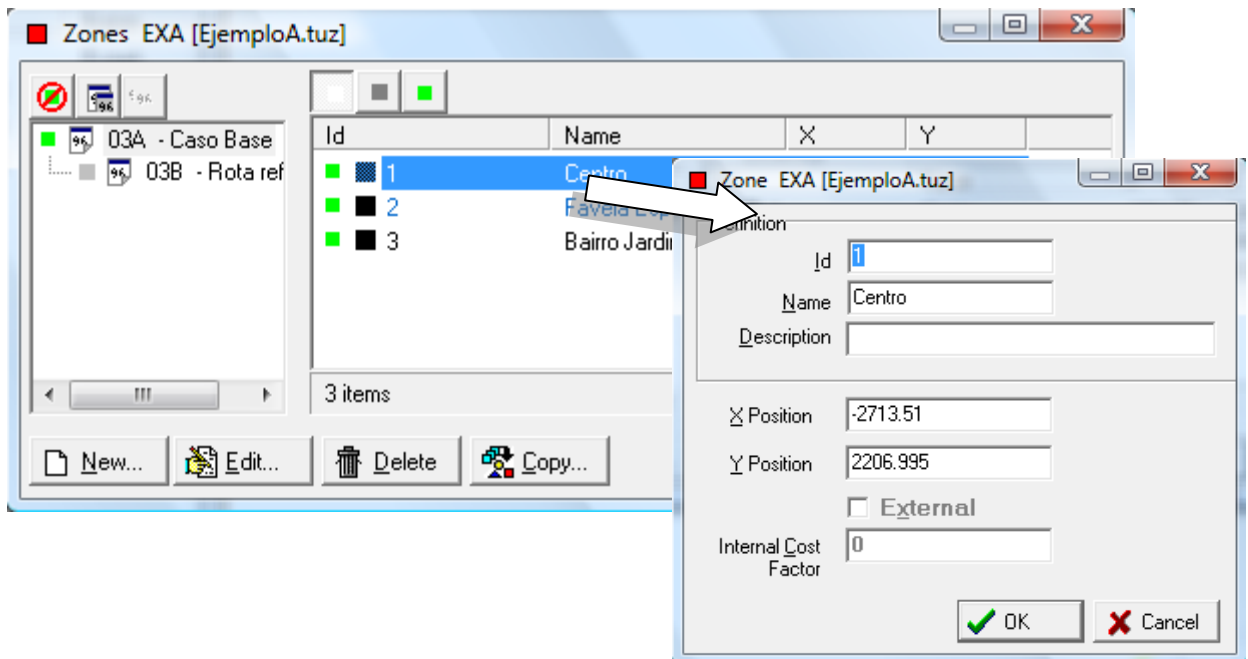 Zones EXA [EjemploA.tuz]
Id Name X Y
03A - Caso Base
03B - Rota ref
1 Centro
2
3 Bairro Jardi
3 items
New... Edit... Delete Copy...
Zone EXA [EjemploA.tuz]
Id 1
Name Centro
Description
X Position -2713.51
Y Position 2206.995
External
Internal Cost 0
Factor
OK Cancel